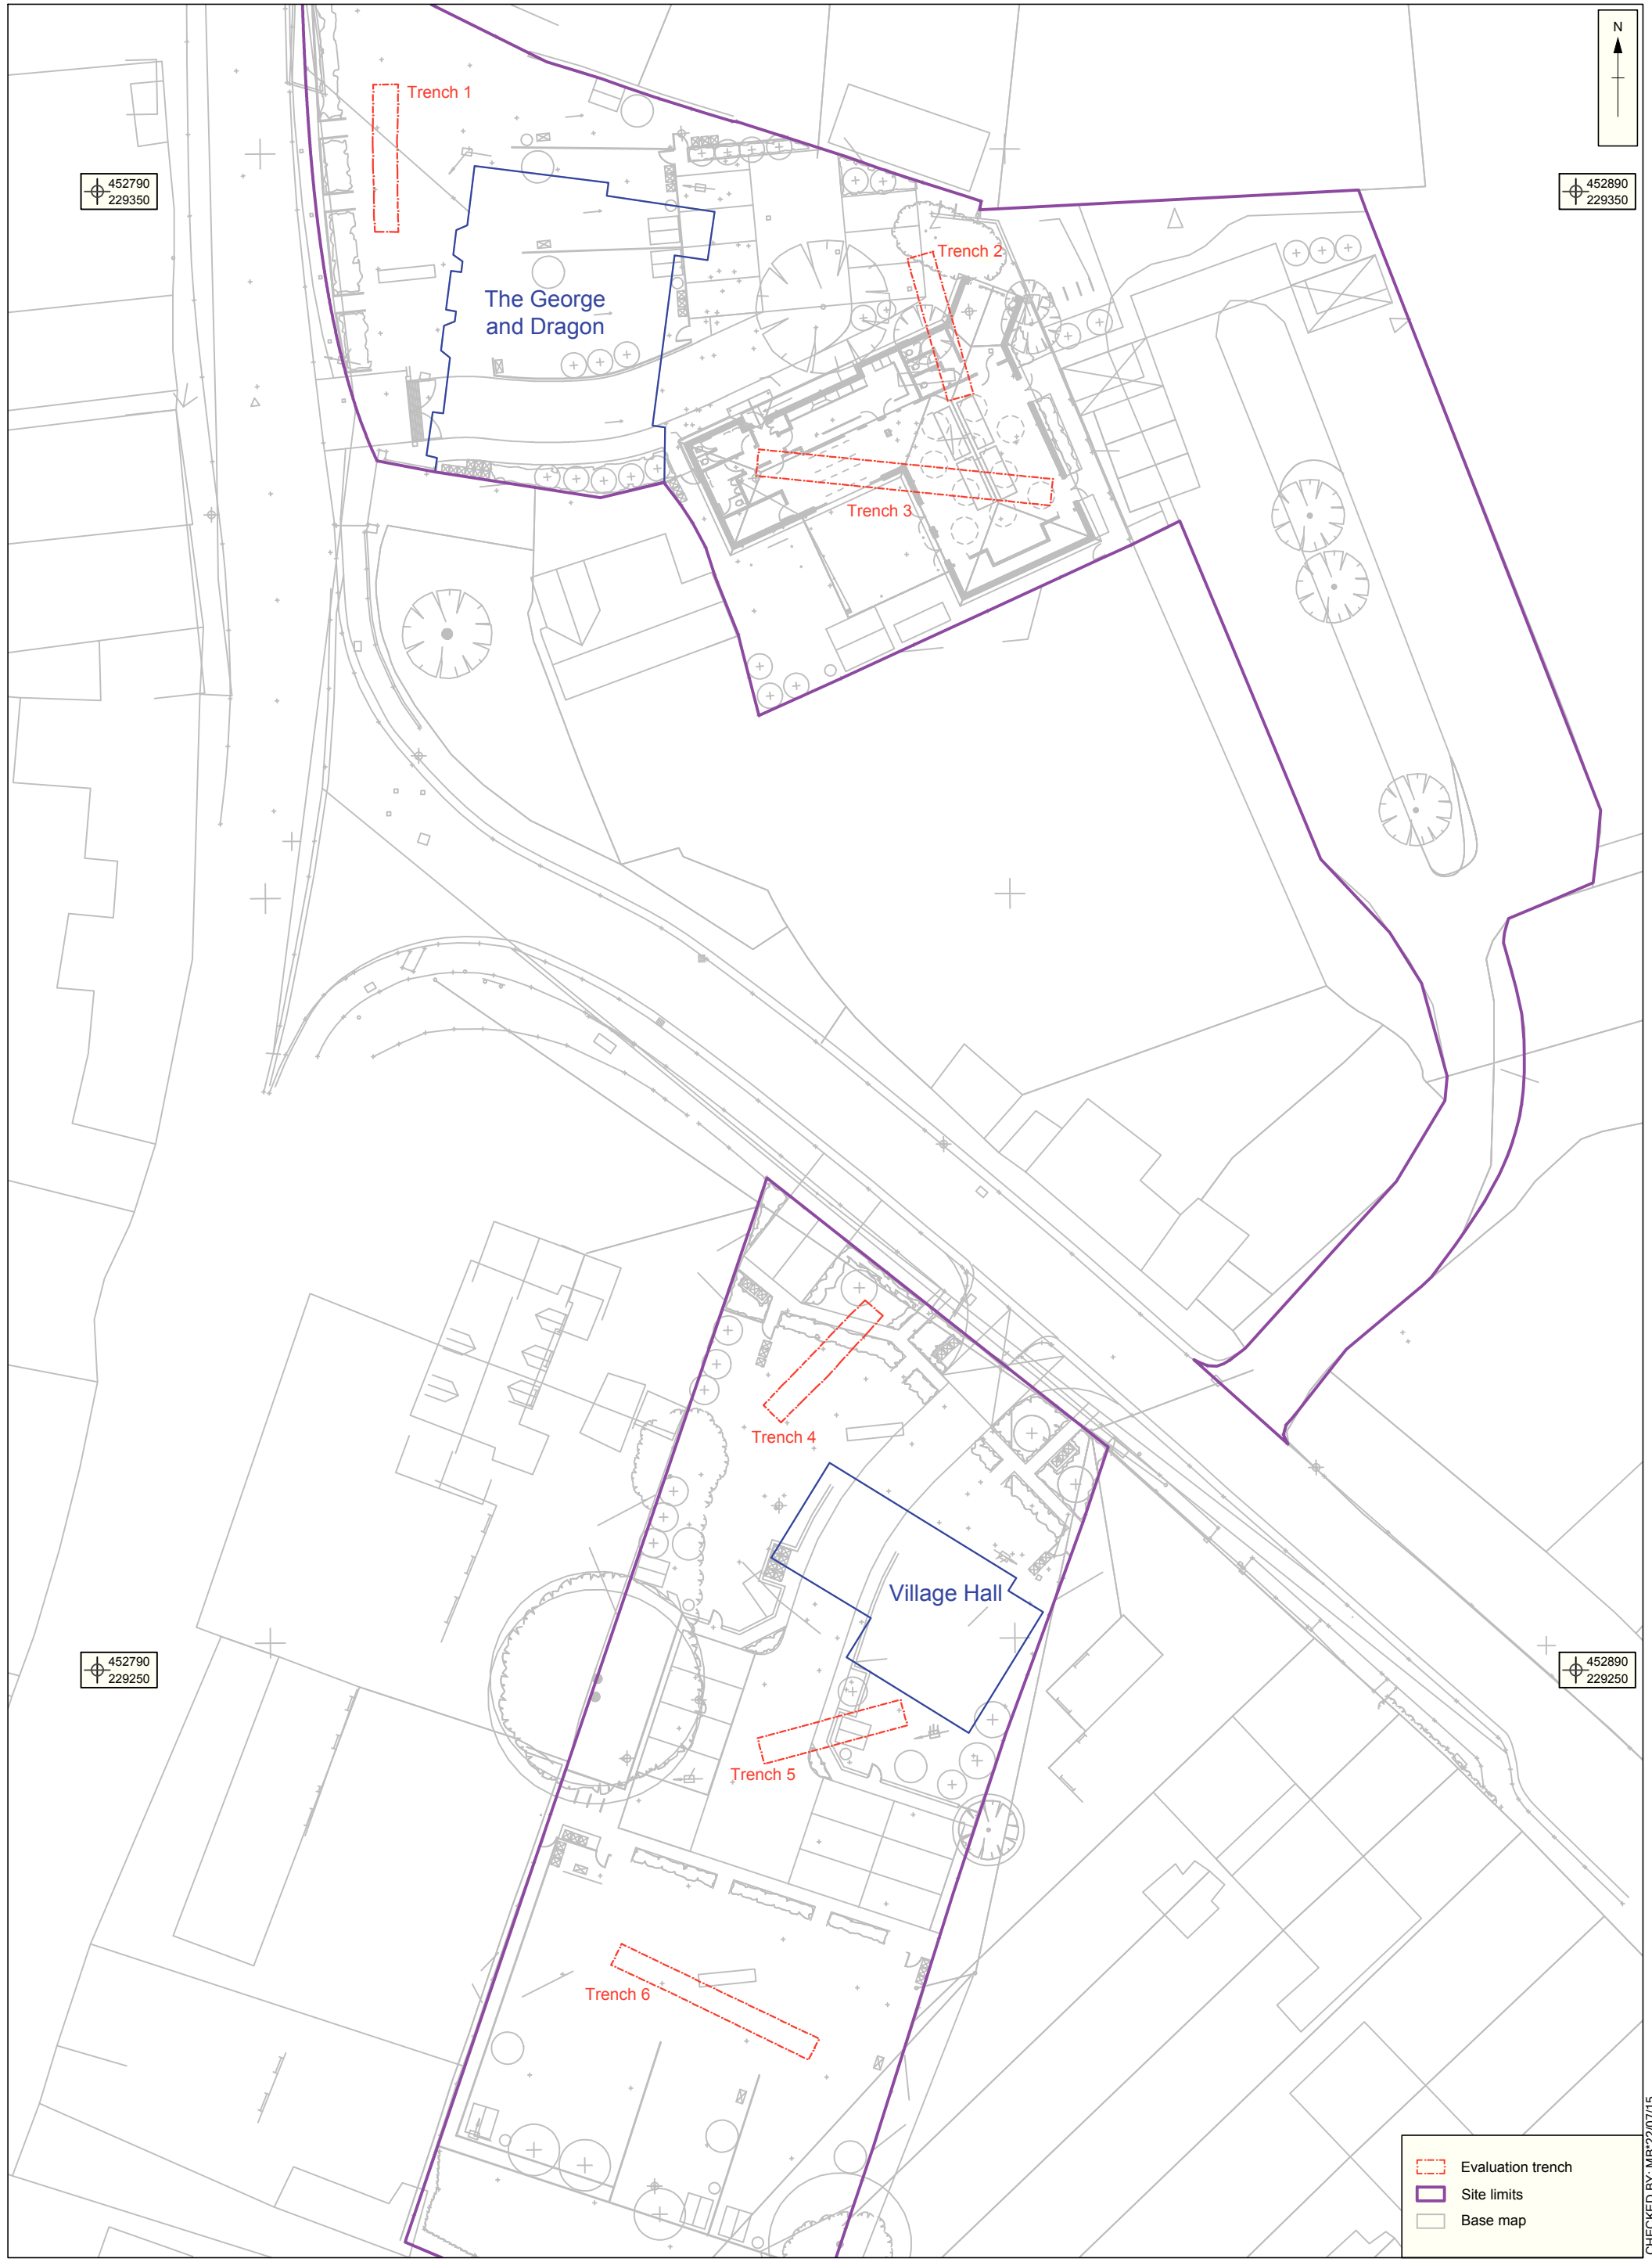 N
Trench 1
452790
229350
452890
229350
Trench 2
The George
and Dragon
Trench 3
Trench 4
Village Hall
452790
229250
452890
229250
Trench 5
Trench 6
Evaluation trench
Site limits
Base map
CHECKED BY: MB*22/07/15